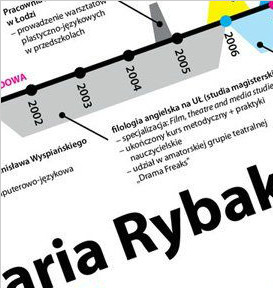 Pracowni
w Łodzi
– prowadzenie warsztatów
plastyczno-językowych
w przedszkolach
DOWA
2002
2003
2004
2005
2006
nisława Wyspiańskiego
puterowo-językowa
filologia angielska na UŁ (studia magisterski
– specjalizacja: Film, theatre and media studie
– ukończony kurs metodyczny + praktyki
nauczycielskie
– udział w amatorskiej grupie teatralnej
„Drama Freaks”
aria Rybak